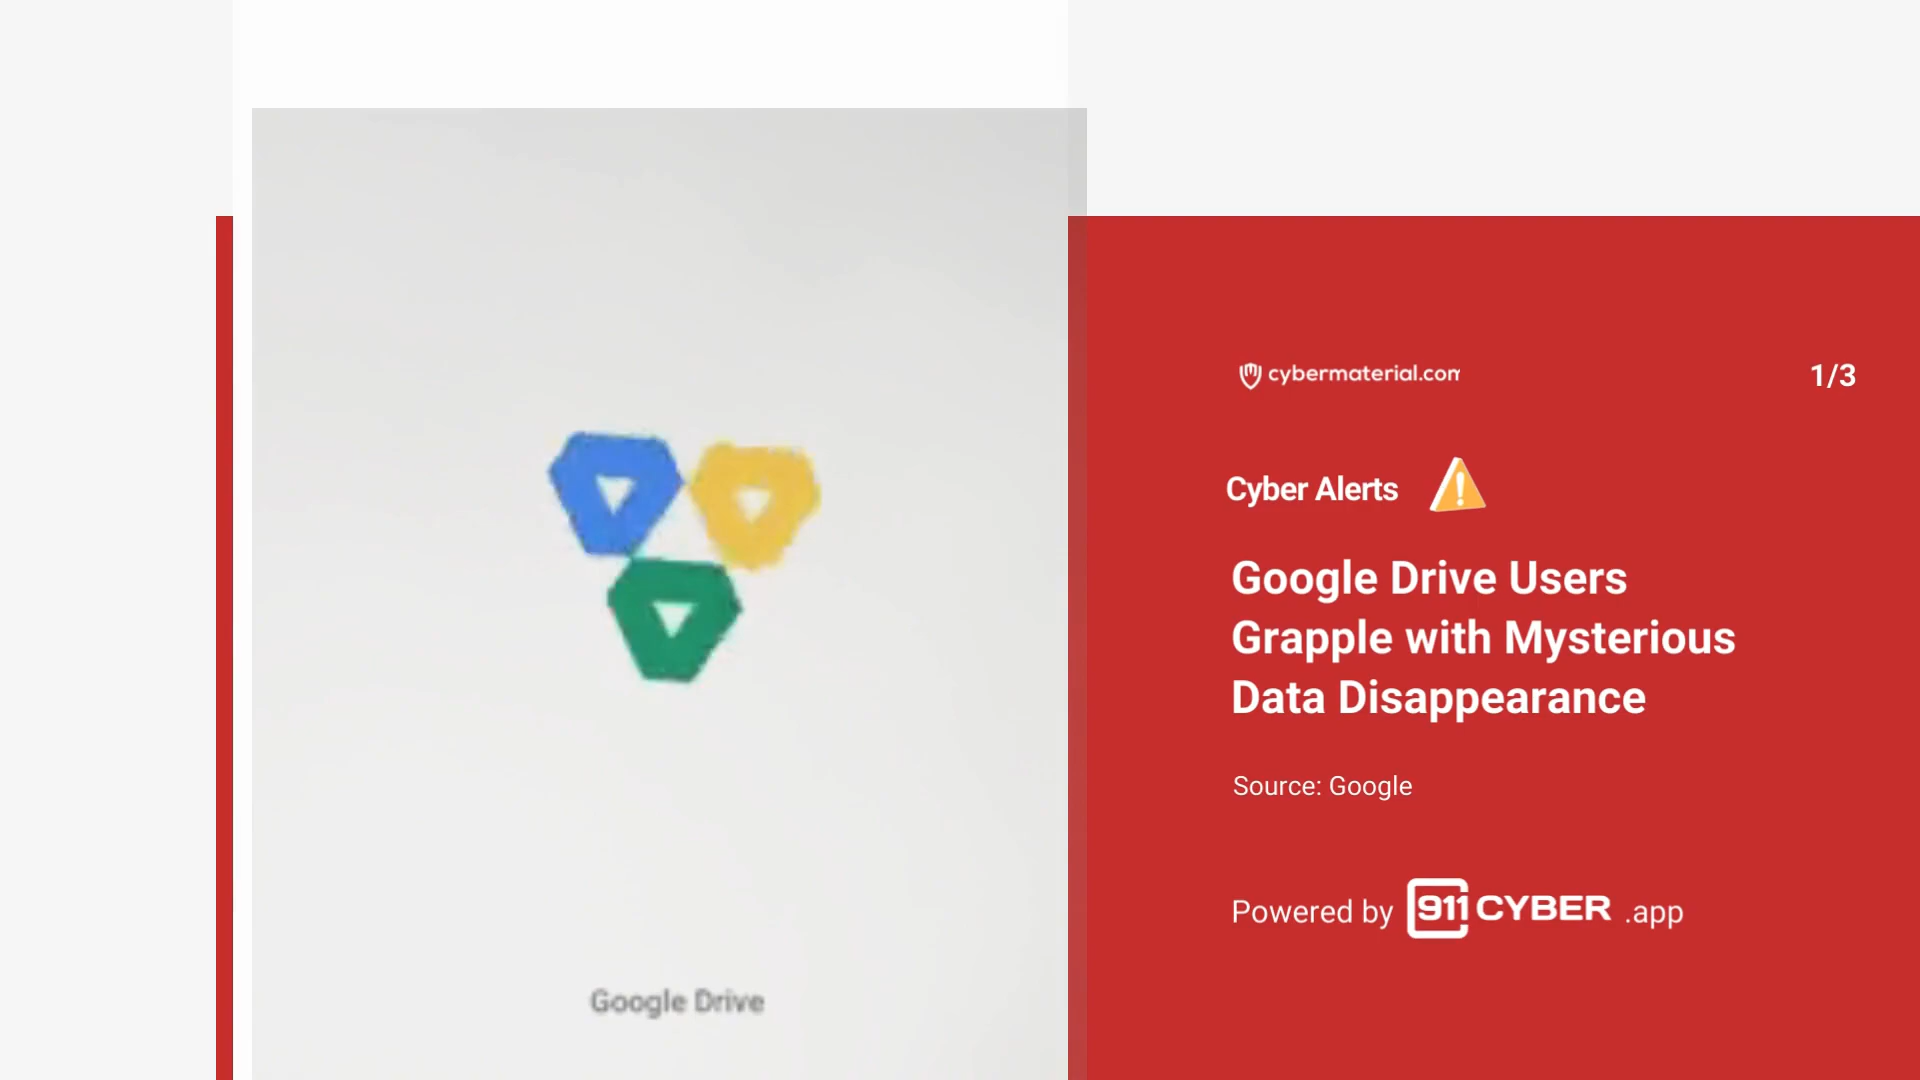 cybermaterial.com
1/3
Cyber Alerts
Google Drive Users
Grapple with Mysterious
Data Disappearance
Source: Google
Powered by 911 CYBER .app
Google Drive